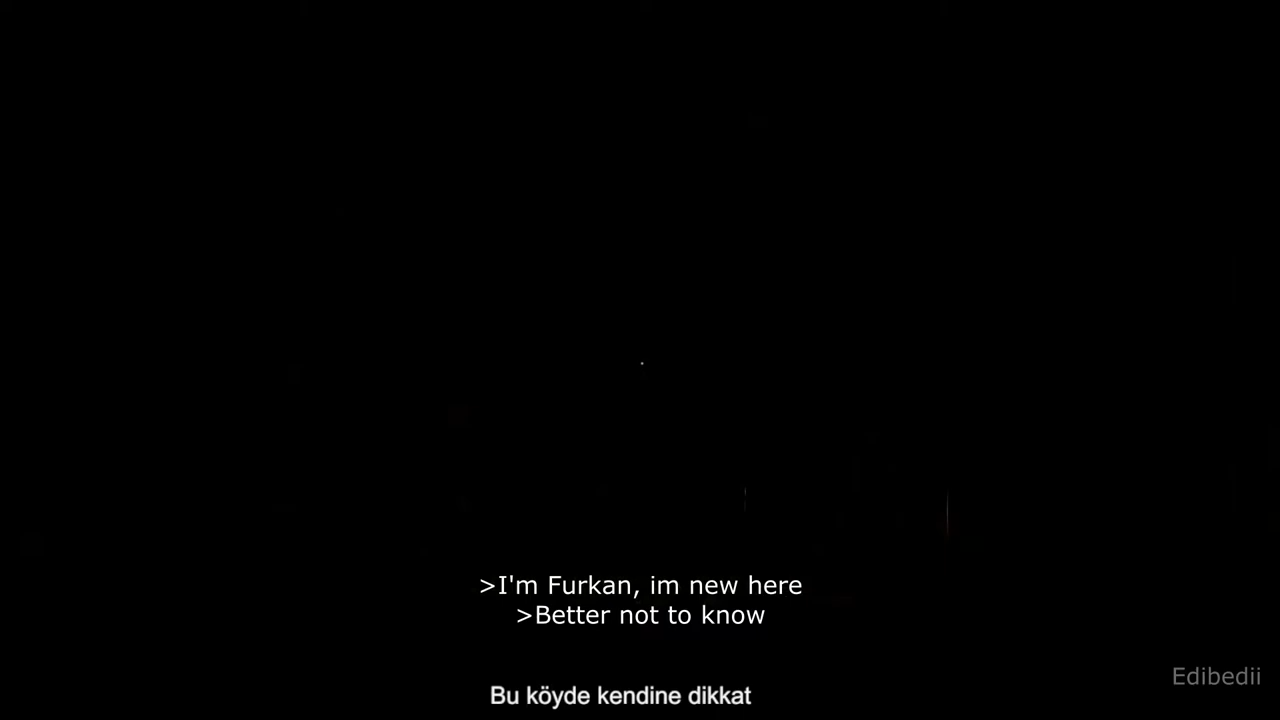 >I'm Furkan, im new here
>Better not to know
Edibedii
Bu köyde kendine dikkat